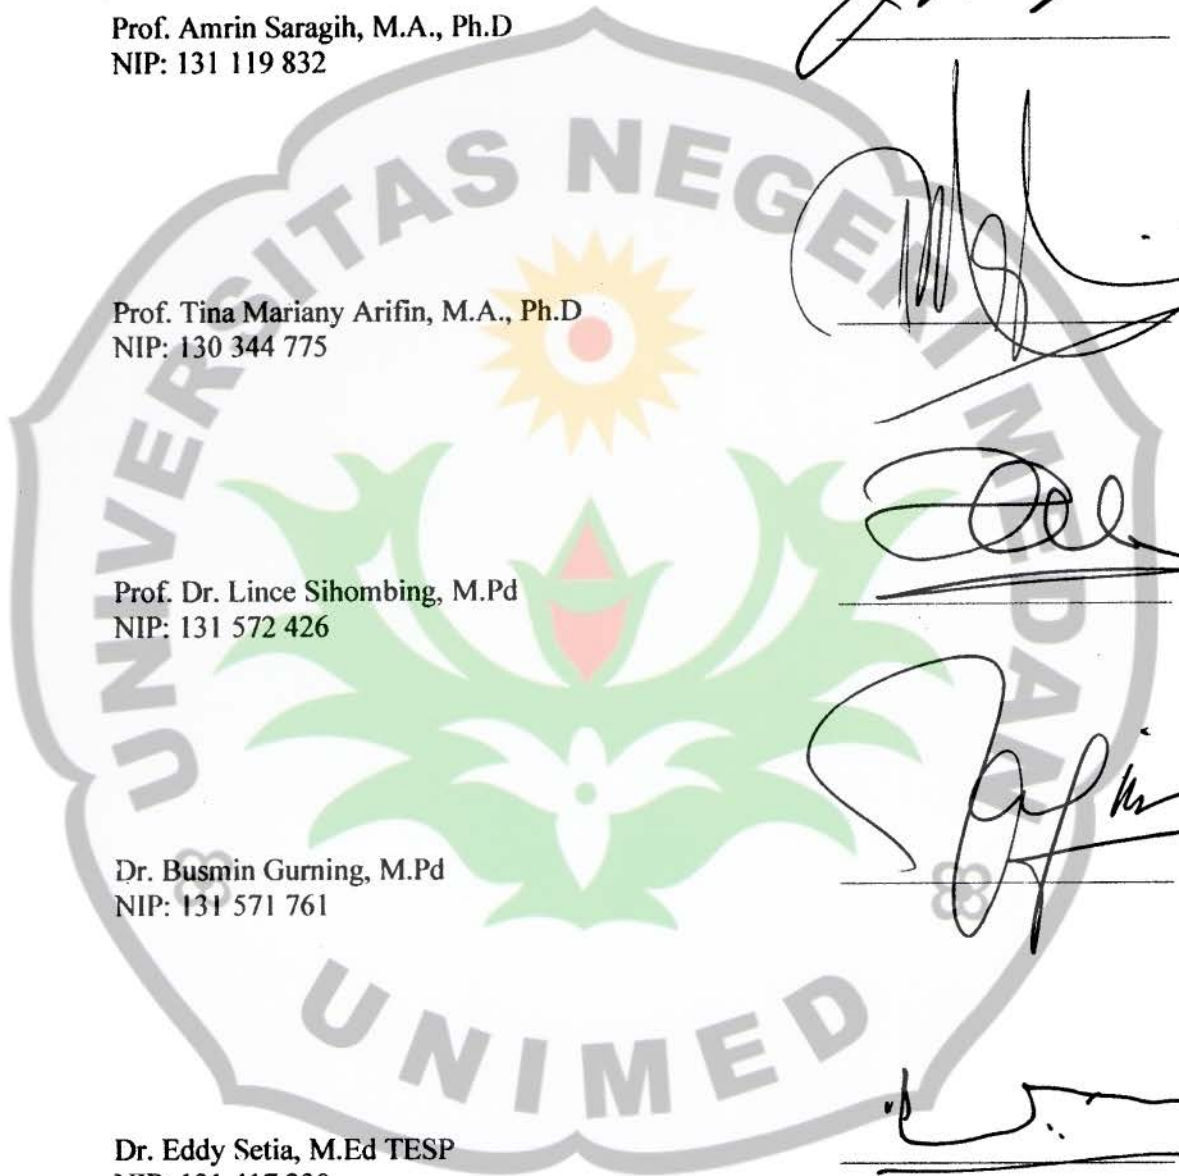 Prof. Amrin Saragih, M.A., Ph.D
NIP: 131 119 832
UNIVERSITAS NEGERI MEDAN
Prof. Tina Mariany Arifin, M.A., Ph.D
NIP: 130 344 775
Prof. Dr. Lince Sihombing, M.Pd
NIP: 131 572 426
Dr. Busmin Gurning, M.Pd
NIP: 131 571 761
UNIMED
Dr. Eddy Setia, M.Ed TESP